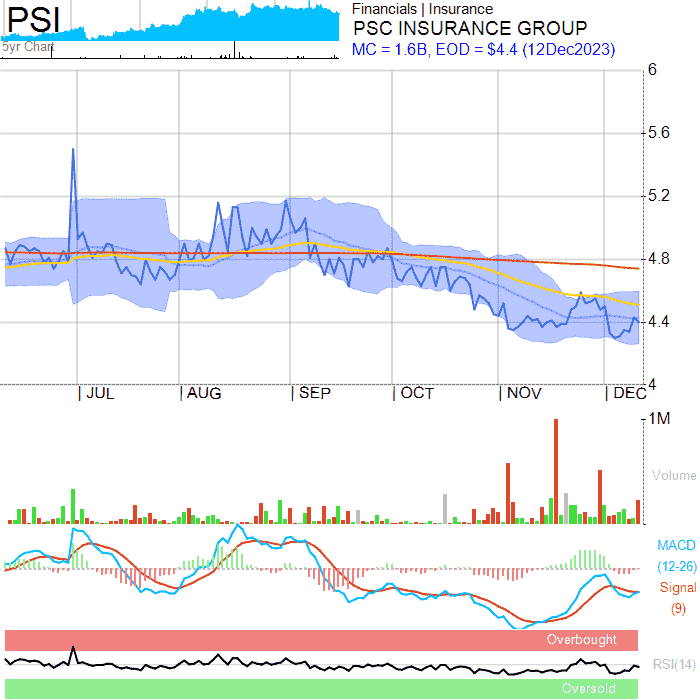 PSI
5yr Chart
Financials | Insurance
PSC INSURANCE GROUP
MC = 1.6B, EOD = $4.4 (12Dec2023)
6
5.6
5.2
4.8
4.4
4
| JUL | AUG | SEP | OCT | NOV | DEC
1M
Volume
MACD
(12-26)
Signal
(9)
Overbought
RSI(14)
Oversold